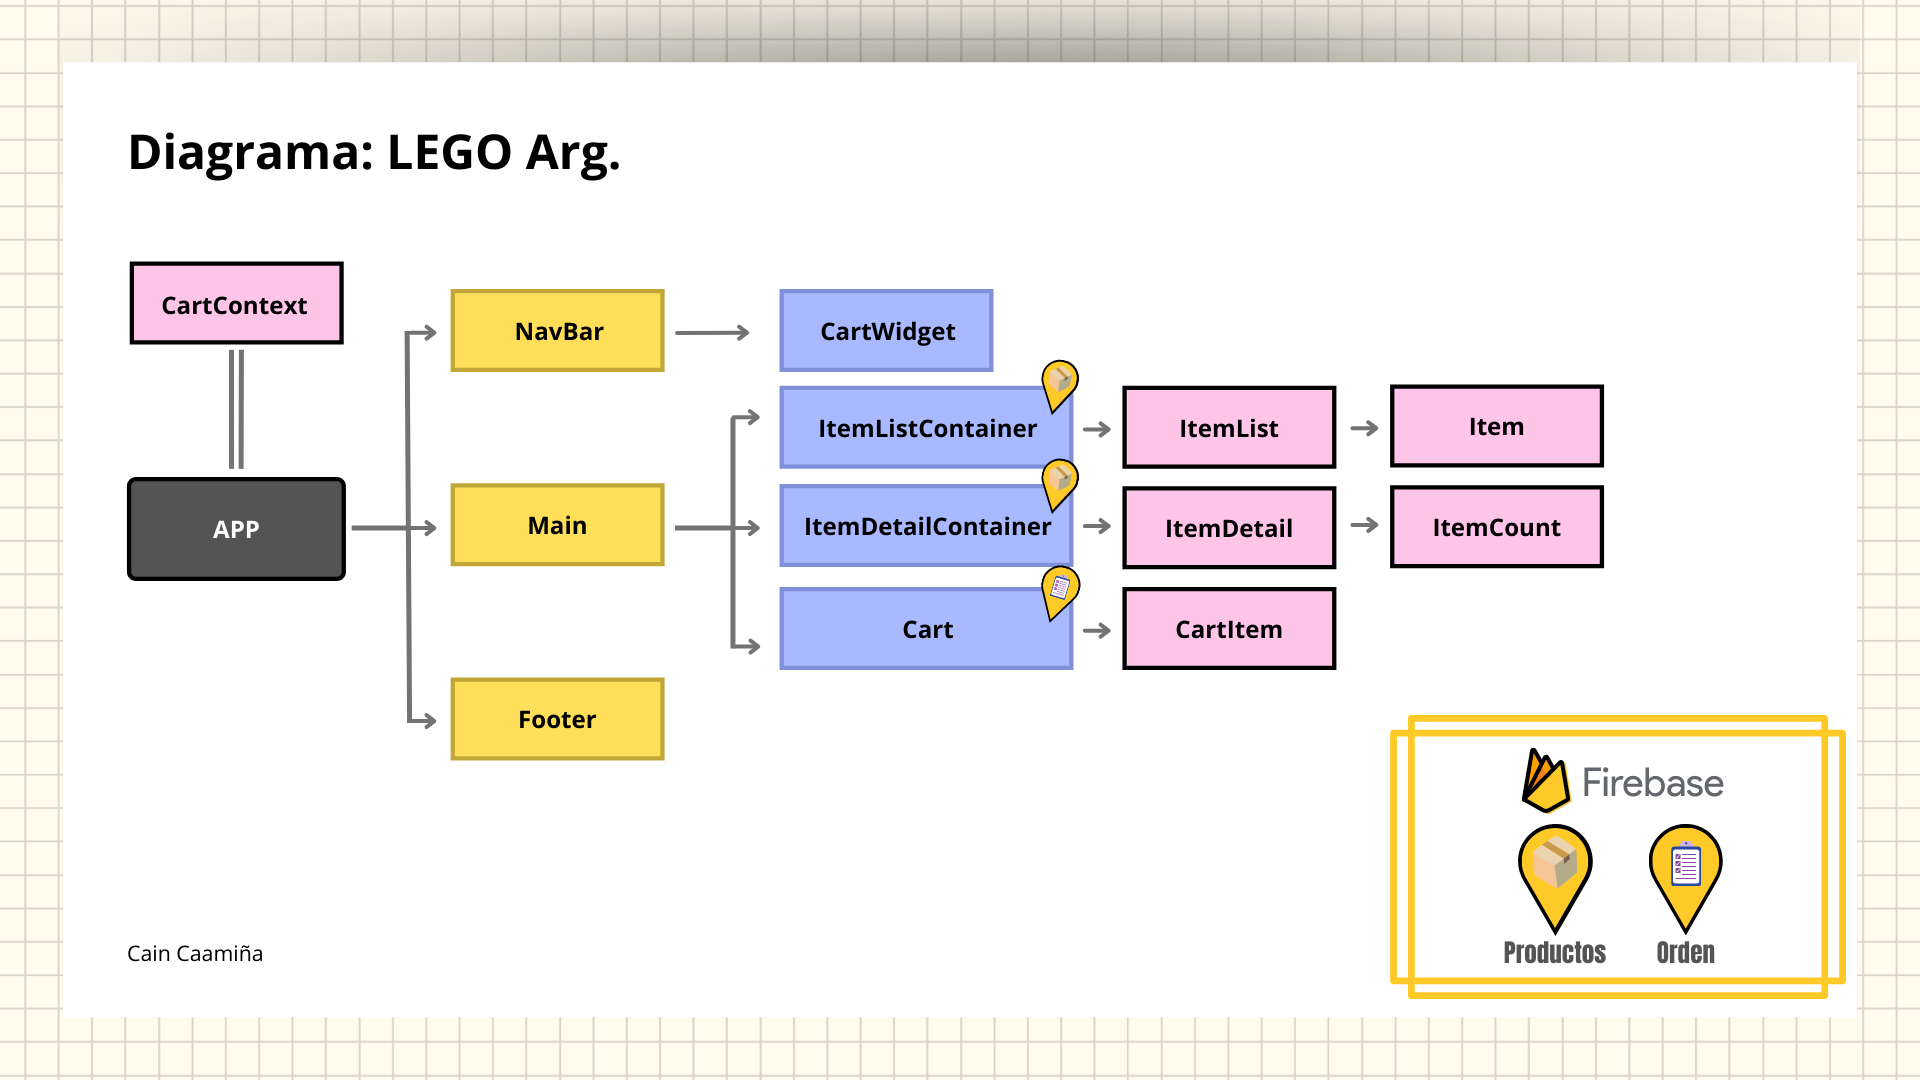 Diagrama: LEGO Arg.
CartContext
NavBar
CartWidget
ItemListContainer
ItemList
Item
APP
Main
ItemDetailContainer
ItemDetail
ItemCount
Cart
CartItem
Footer
Firebase
Productos
Orden
Cain Caamiña